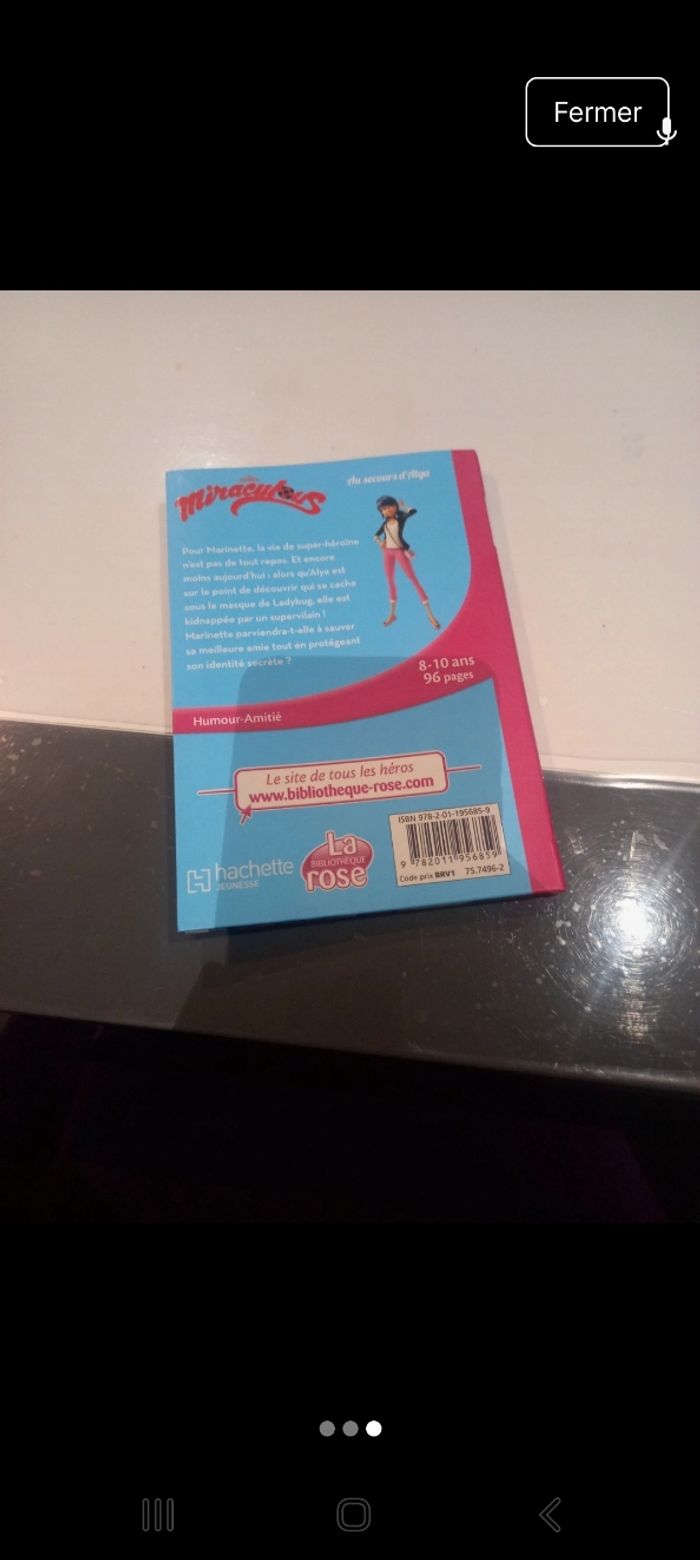 Fermer
Miraculous
Au secours d'Alya
Pour Marinette, la vie de super-héroïne
n'est pas de tout repos. Et encore
moins aujourd'hui : alors qu'Alya est
sur le point de découvrir qui se cache
sous le masque de Ladybug, elle est
kidnappée par un supervilain !
Marinette parviendra-t-elle à sauver
sa meilleure amie tout en protégeant
son identité secrète ?
8-10 ans
96 pages
Humour-Amitié
Le site de tous les héros
www.bibliotheque-rose.com
ISBN 978-2-01-195685-9
9 782011 956859
Code prix BRV1 75.7496-2
hachette
JEUNESSE
La
BIBLIOTHÈQUE
rose